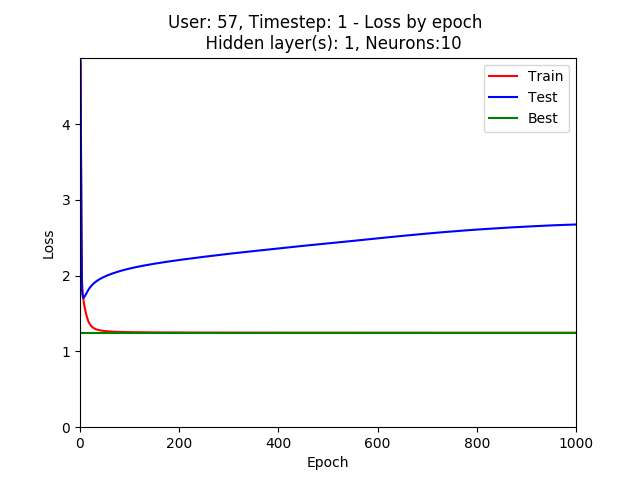 User: 57, Timestep: 1 - Loss by epoch
Hidden layer(s): 1, Neurons:10
Train
Test
Best
4
3
2
1
0
Loss
0
200
400
600
800
1000
Epoch